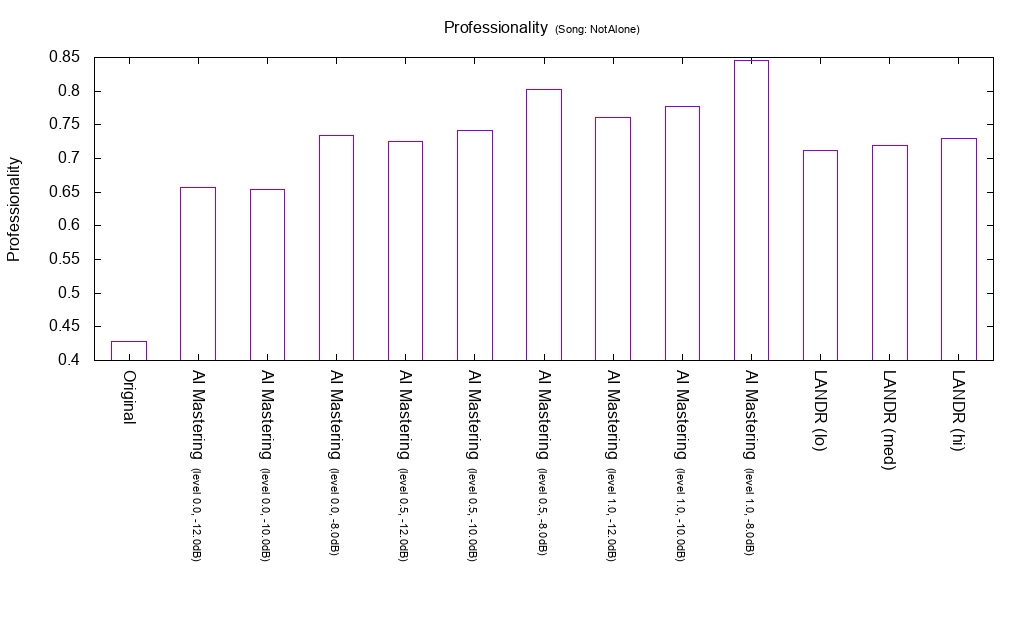 Professionality (Song: NotAlone)
Professionality
0.85
0.8
0.75
0.7
0.65
0.6
0.55
0.5
0.45
0.4
Original
AI Mastering (level 0.0, -12.0dB)
AI Mastering (level 0.0, -10.0dB)
AI Mastering (level 0.0, -8.0dB)
AI Mastering (level 0.5, -12.0dB)
AI Mastering (level 0.5, -10.0dB)
AI Mastering (level 0.5, -8.0dB)
AI Mastering (level 1.0, -12.0dB)
AI Mastering (level 1.0, -10.0dB)
AI Mastering (level 1.0, -8.0dB)
LANDR (lo)
LANDR (med)
LANDR (hi)